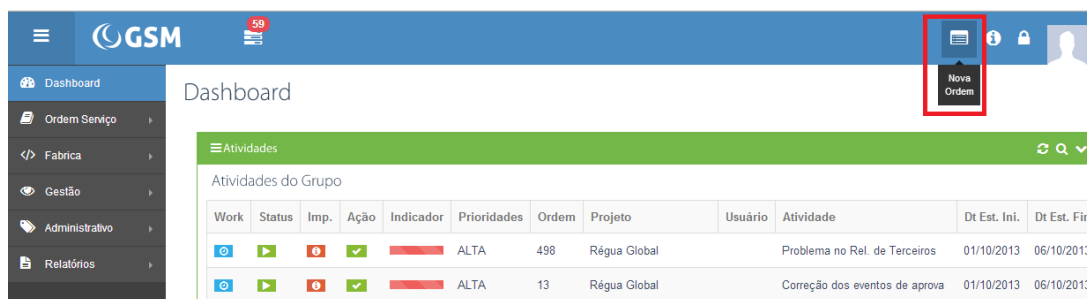 GSM
59
Nova
Ordem
Dashboard
Ordem Serviço
Fabrica
Gestão
Administrativo
Relatórios
Dashboard
Atividades
Atividades do Grupo
Work Status Imp. Ação Indicador Prioridades Ordem Projeto Usuário Atividade Dt Est. Ini. Dt Est. Fin
ALTA 498 Régua Global Problema no Rel. de Terceiros 01/10/2013 06/10/2013
ALTA 13 Régua Global Correção dos eventos de aprova 01/10/2013 06/10/2013